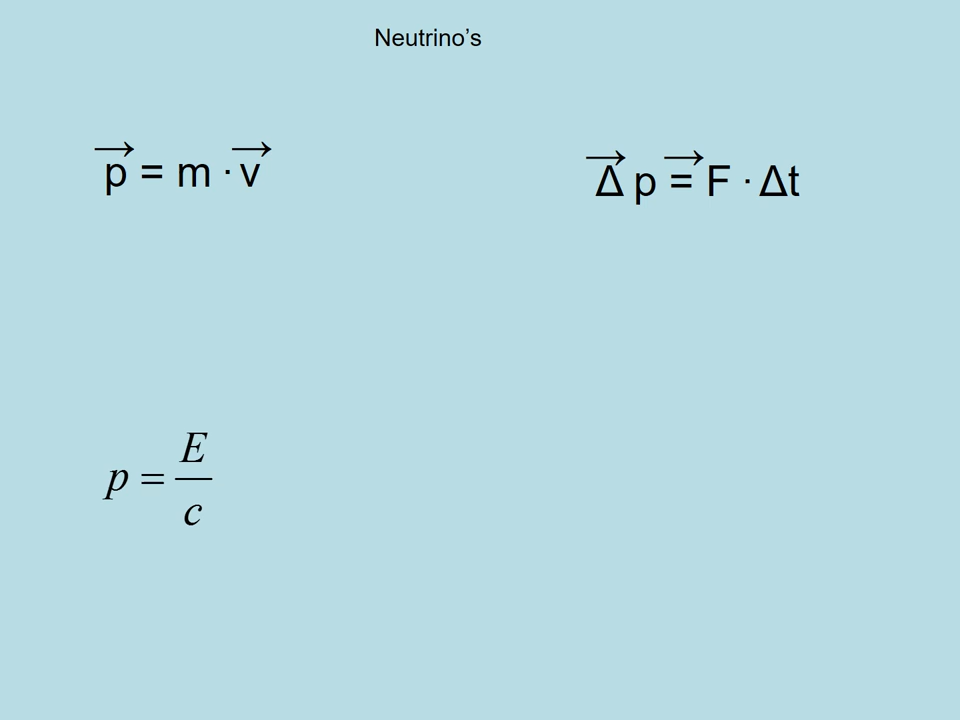 Neutrino’s
p⃗ = m · v⃗
Δ⃗ p =⃗ F · Δt
p = E/c